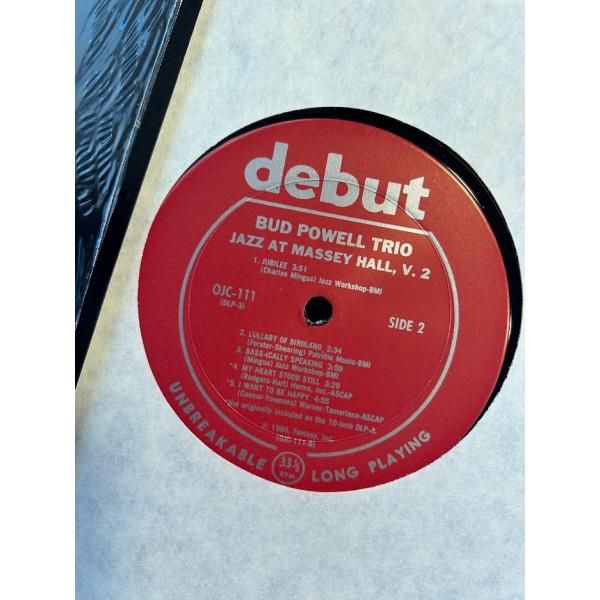 debut
BUD POWELL TRIO
JAZZ AT MASSEY HALL, V. 2
1. JUBILEE 3:51
(Charles Mingus) Jazz Workshop-BMI
OJC-111
(DLP-3)
SIDE 2
2. LULLABY OF BIRDLAND 2:34
(Forster-Shearing) Patricia Music-BMI
3. BASS-ICALLY SPEAKING 3:59
(Mingus) Jazz Workshop-BMI
*4. MY HEART STOOD STILL 3:29
(Rodgers-Hart) Harms, Inc.-ASCAP
*5. I WANT TO BE HAPPY 4:55
(Caesar-Youmans) Warner-Tamerlane-ASCAP
*Not originally included on the 10-inch DLP-3.
℗ 1984, Fantasy, Inc.
(OJC-111-B)
UNBREAKABLE 33⅓ RPM LONG PLAYING